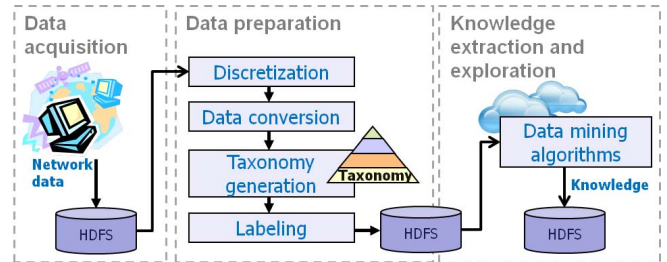 Data
acquisition
Network
data
HDFS
Data preparation
Discretization
Data conversion
Taxonomy
generation
Taxonomy
Labeling
HDFS
Knowledge
extraction and
exploration
Data mining
algorithms
Knowledge
HDFS